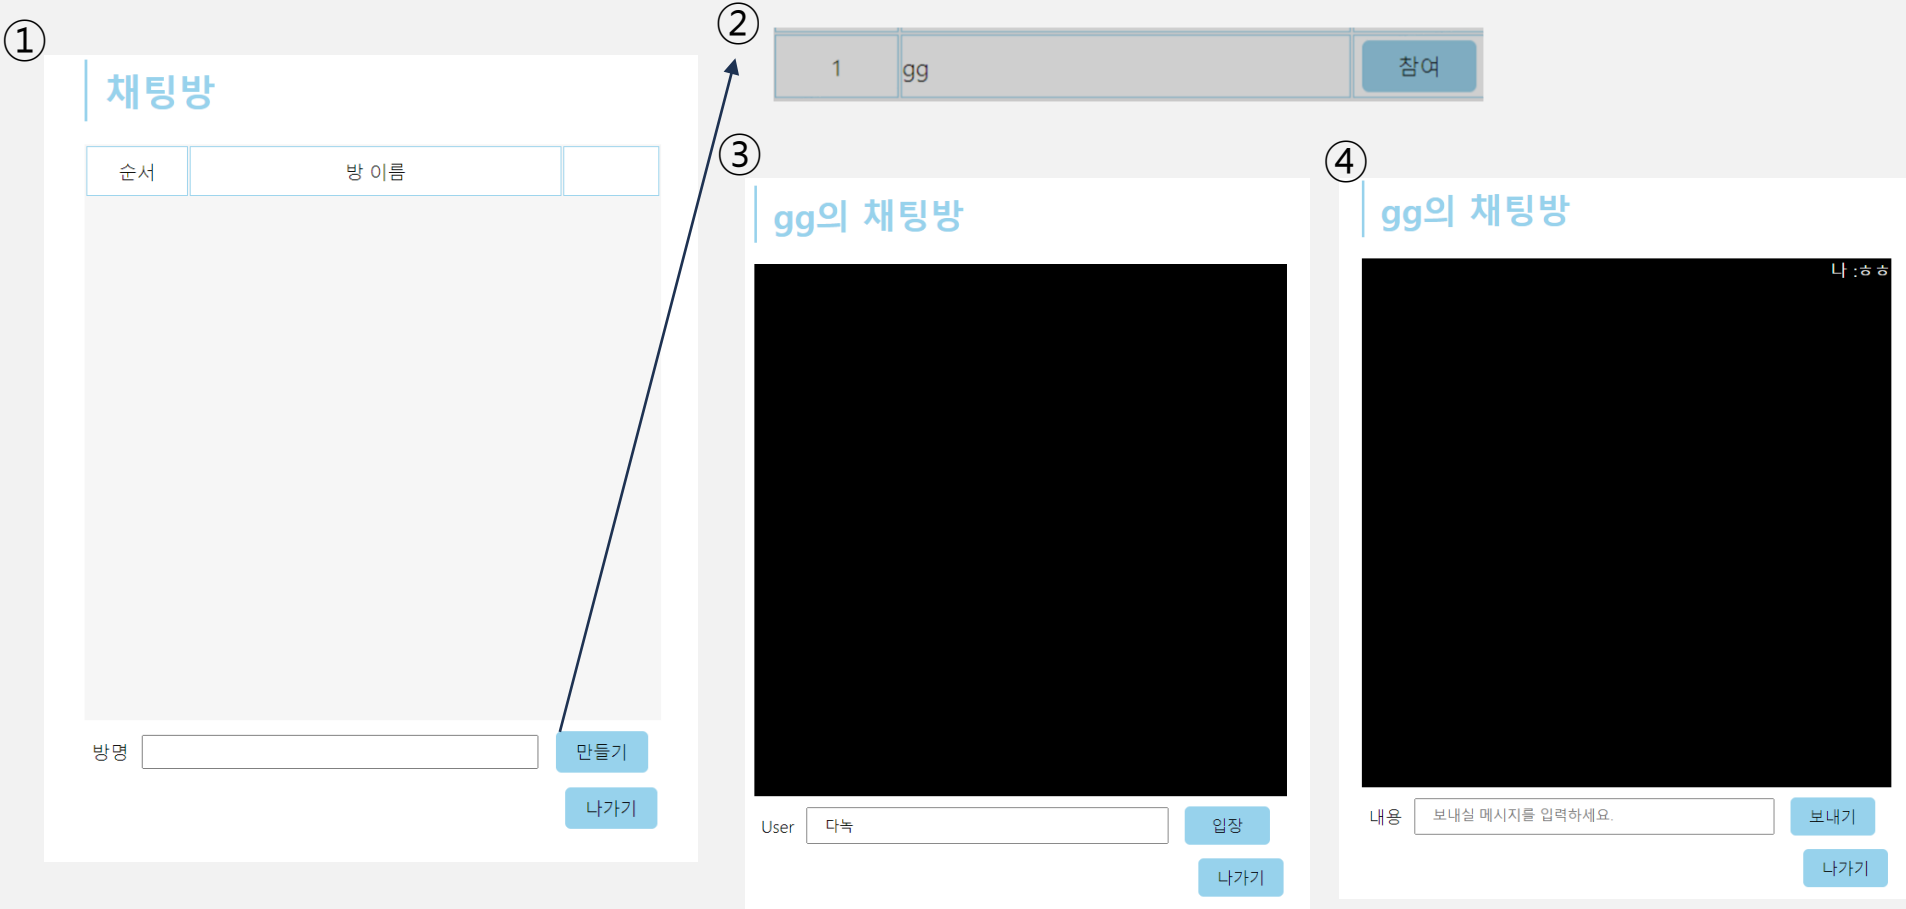 ①
채팅방
순서 방 이름
방명 만들기
나가기
②
1 gg 참여
③
gg의 채팅방
User 다녹 입장
나가기
④
gg의 채팅방
나 :ㅎㅎ
내용 보내실 메시지를 입력하세요. 보내기
나가기